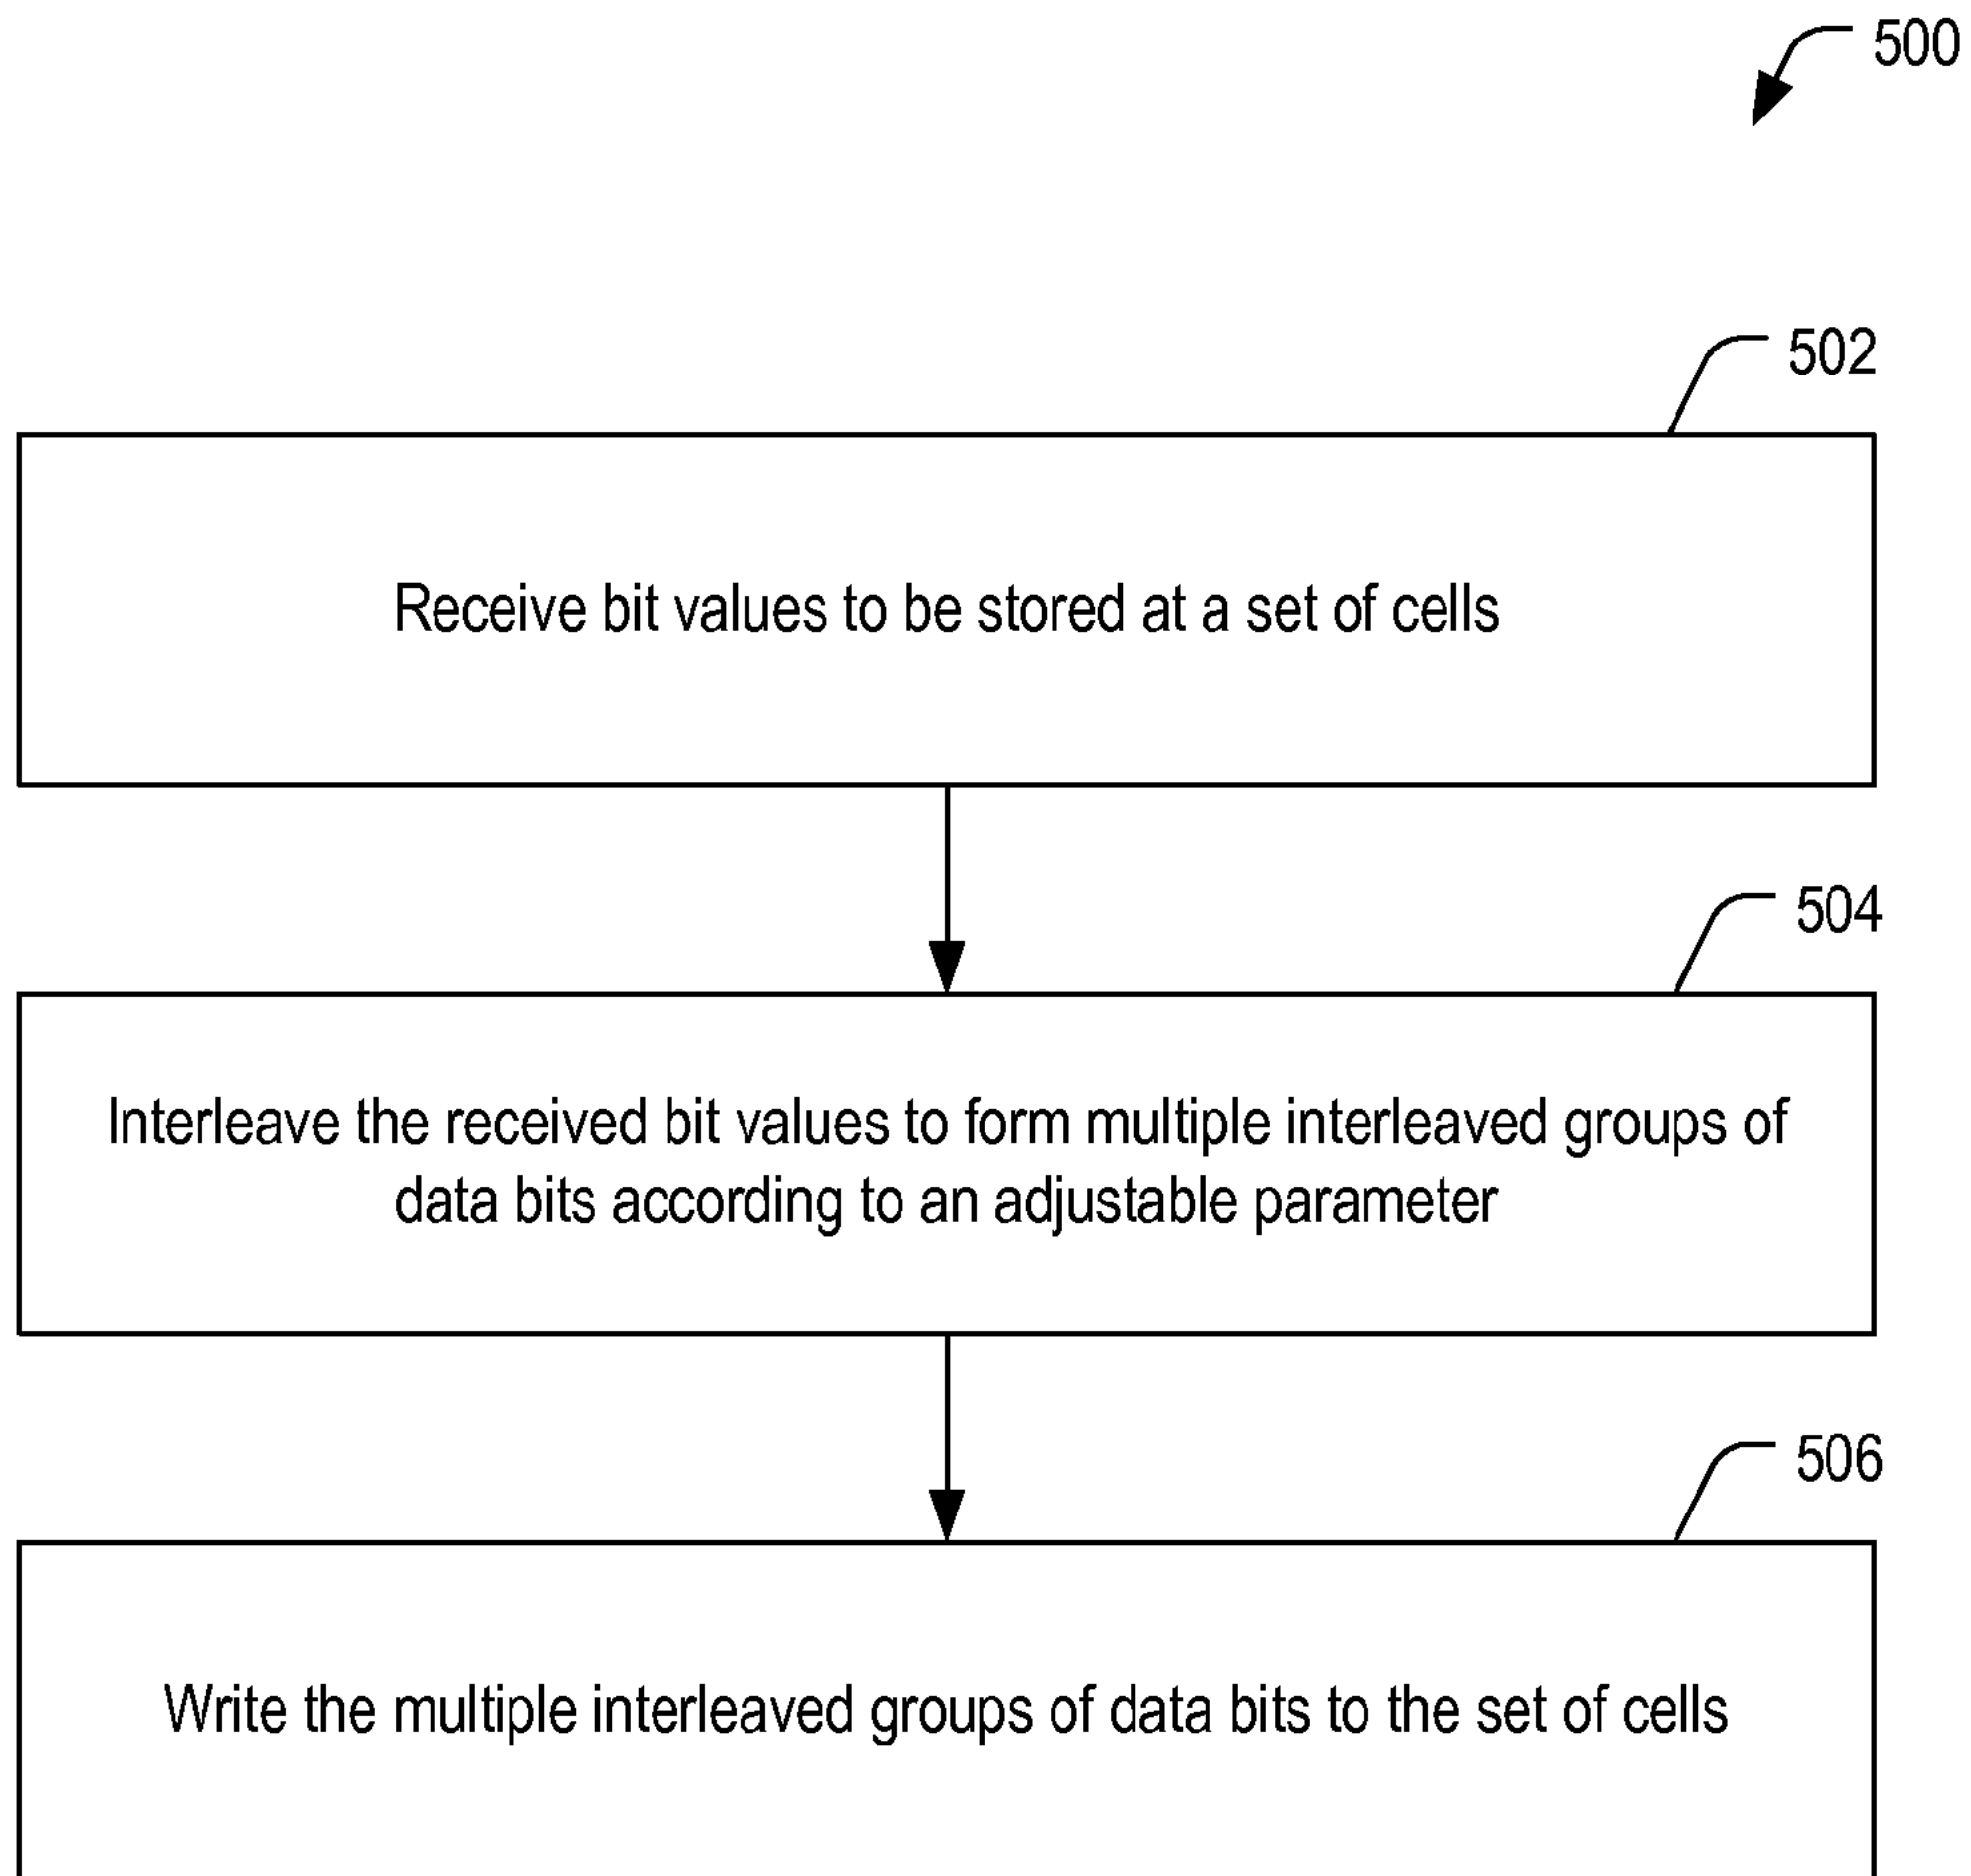 500
502
Receive bit values to be stored at a set of cells
504
Interleave the received bit values to form multiple interleaved groups of
data bits according to an adjustable parameter
506
Write the multiple interleaved groups of data bits to the set of cells